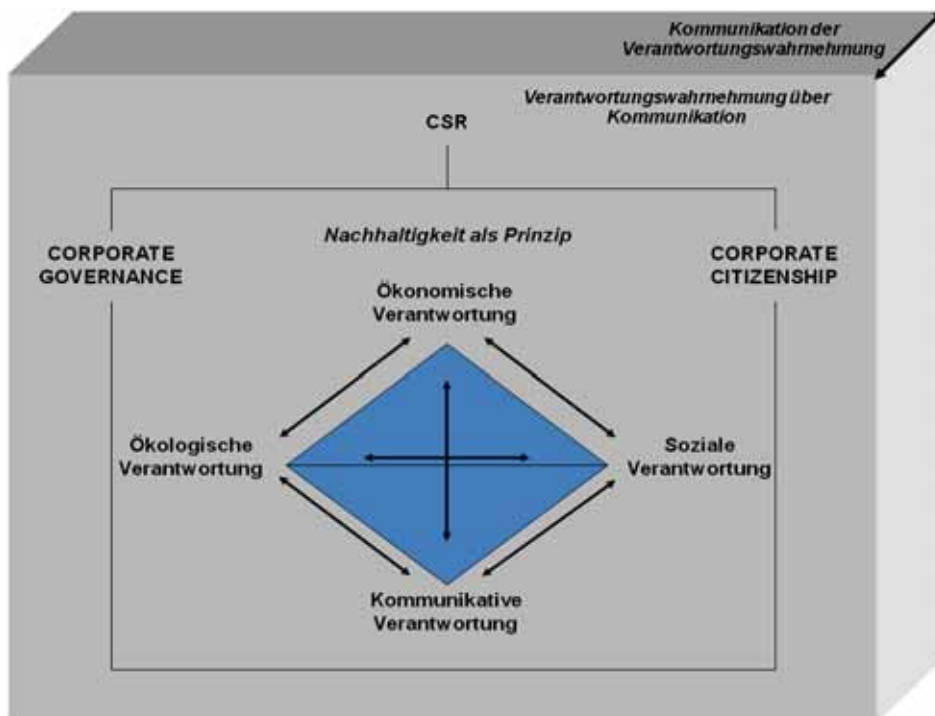 Kommunikation der
Verantwortungswahrnehmung
Verantwortungswahrnehmung über
Kommunikation
CSR
Nachhaltigkeit als Prinzip
CORPORATE
GOVERNANCE
CORPORATE
CITIZENSHIP
Ökonomische
Verantwortung
Ökologische
Verantwortung
Soziale
Verantwortung
Kommunikative
Verantwortung